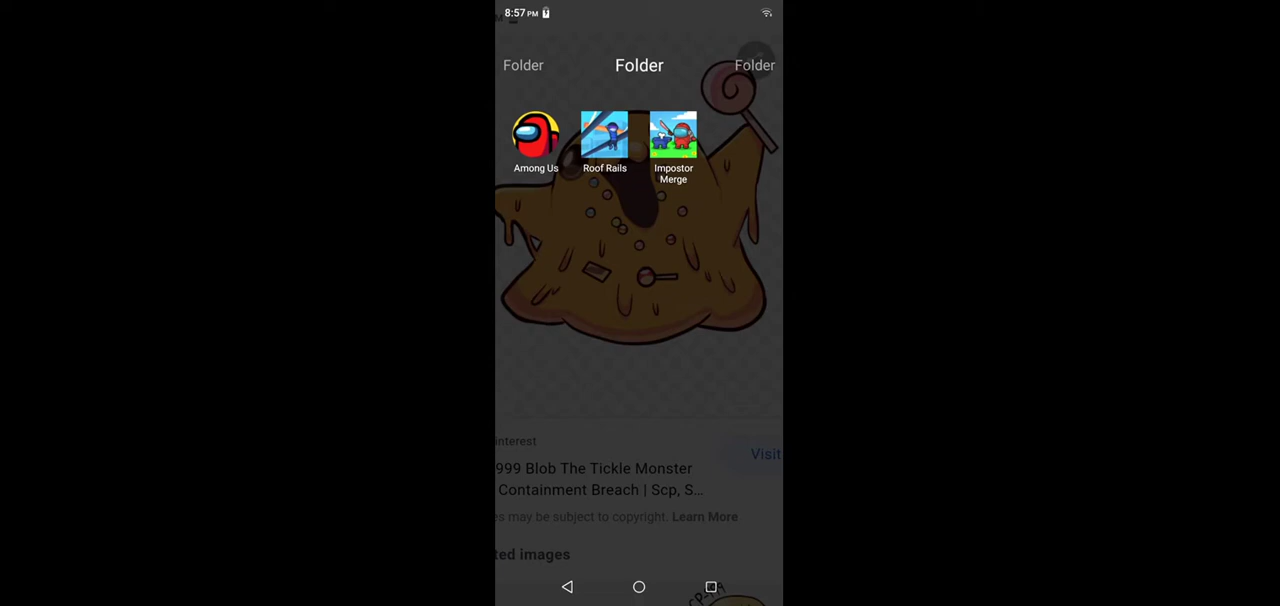 8:57 PM
Folder Folder Folder
Among Us Roof Rails Impostor
Merge
interest
Visit
999 Blob The Tickle Monster
Containment Breach | Scp, S...
es may be subject to copyright. Learn More
ted images